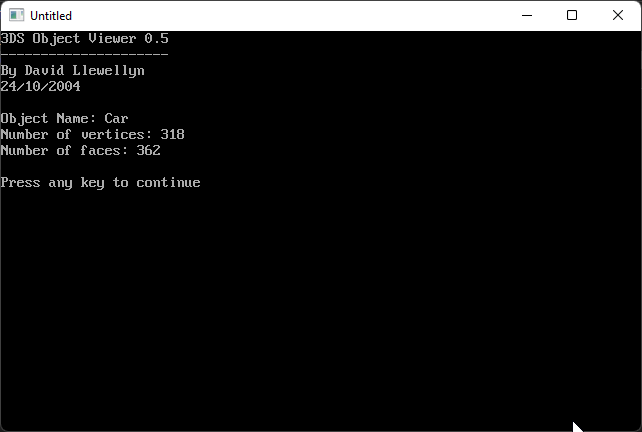 Untitled
3DS Object Viewer 0.5
---------------------
By David Llewellyn
24/10/2004
Object Name: Car
Number of vertices: 318
Number of faces: 362
Press any key to continue